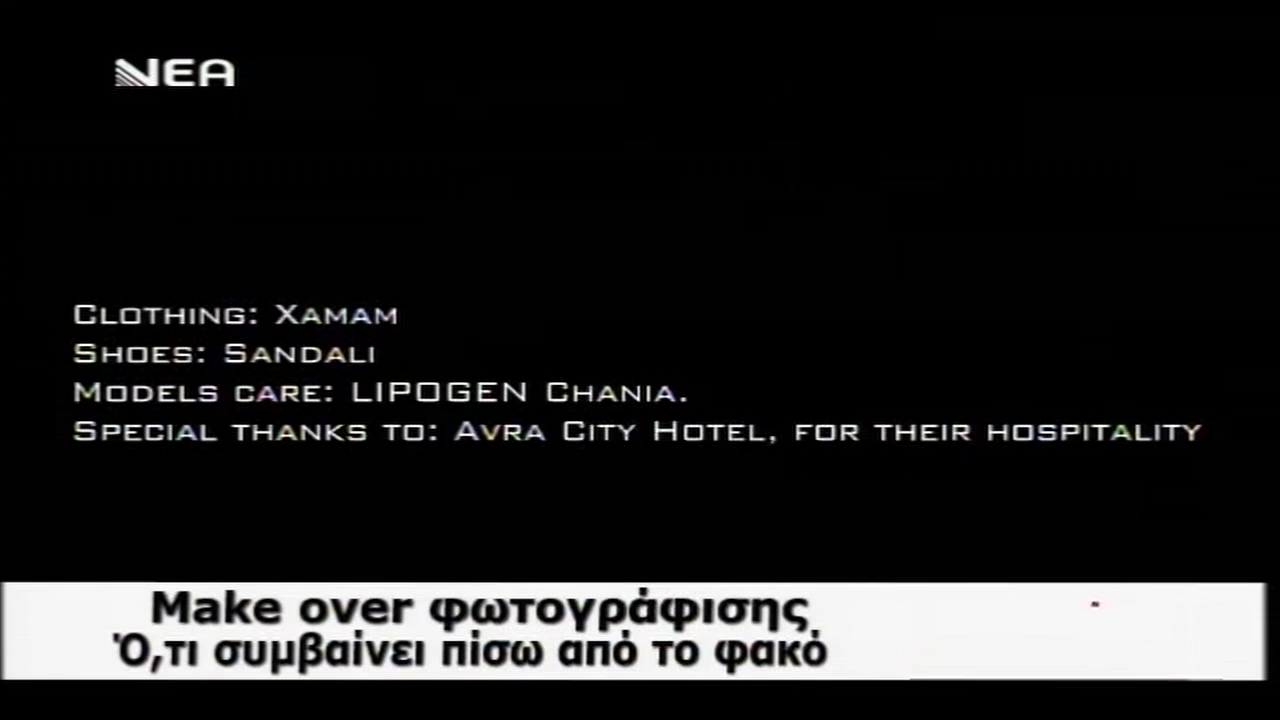 NEA
Clothing: Xamam
Shoes: Sandali
Models care: LIPOGEN Chania.
Special thanks to: Avra City Hotel, for their hospitality
Make over φωτογράφισης
Ό,τι συμβαίνει πίσω από το φακό